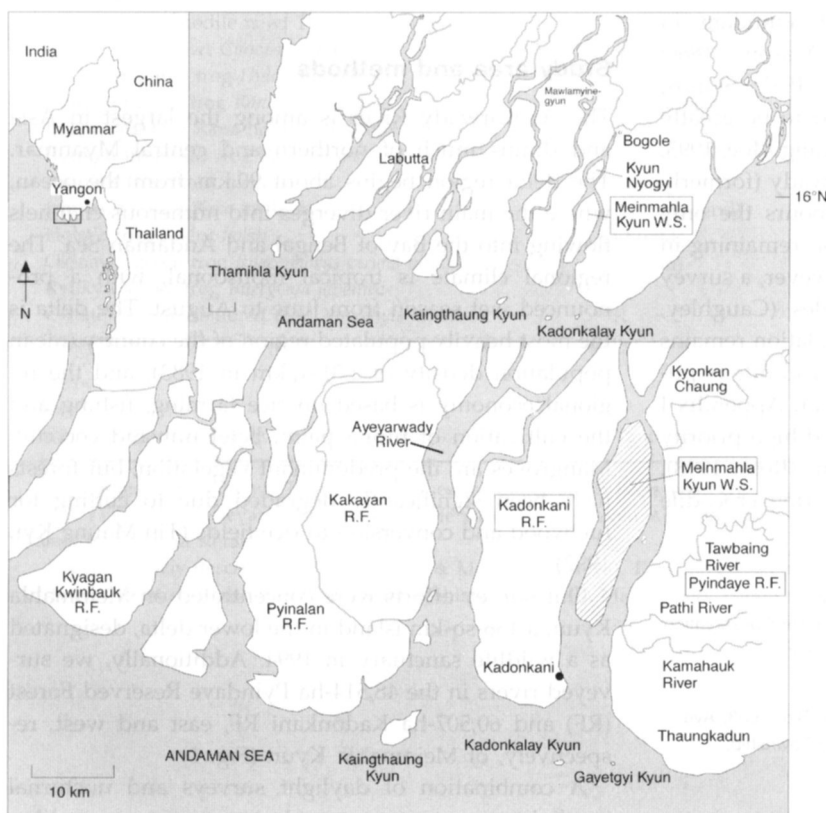 India
China
Myanmar
Yangon
Thailand
N
Labutta
Mawlamyine-
gyun
Bogole
Kyun
Nyogyi
Meinmahla
Kyun W.S.
16°N
Thamihla Kyun
Andaman Sea
Kaingthaung Kyun
Kadonkalay Kyun
Kyonkan
Chaung
Ayeyarwady
River
Melnmahla
Kyun W.S.
Kakayan
R.F.
Kadonkani
R.F.
Tawbaing
River
Pyindaye R.F.
Kyagan
Kwinbauk
R.F.
Pyinalan
R.F.
Pathi River
Kadonkani
Kamahauk
River
Thaungkadun
Kadonkalay Kyun
ANDAMAN SEA
Kaingthaung
Kyun
Gayetgyi Kyun
10 km